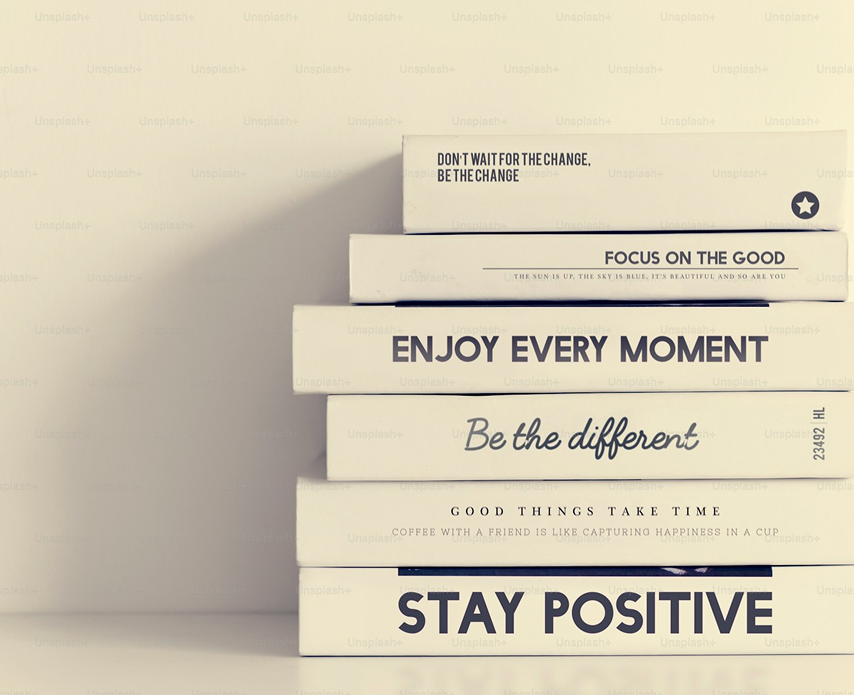 DON'T WAIT FOR THE CHANGE,
BE THE CHANGE
FOCUS ON THE GOOD
THE SUN IS UP, THE SKY IS BLUE, IT'S BEAUTIFUL AND SO ARE YOU
ENJOY EVERY MOMENT
Be the different
23492 | HL
GOOD THINGS TAKE TIME
COFFEE WITH A FRIEND IS LIKE CAPTURING HAPPINESS IN A CUP
STAY POSITIVE
Unsplash+